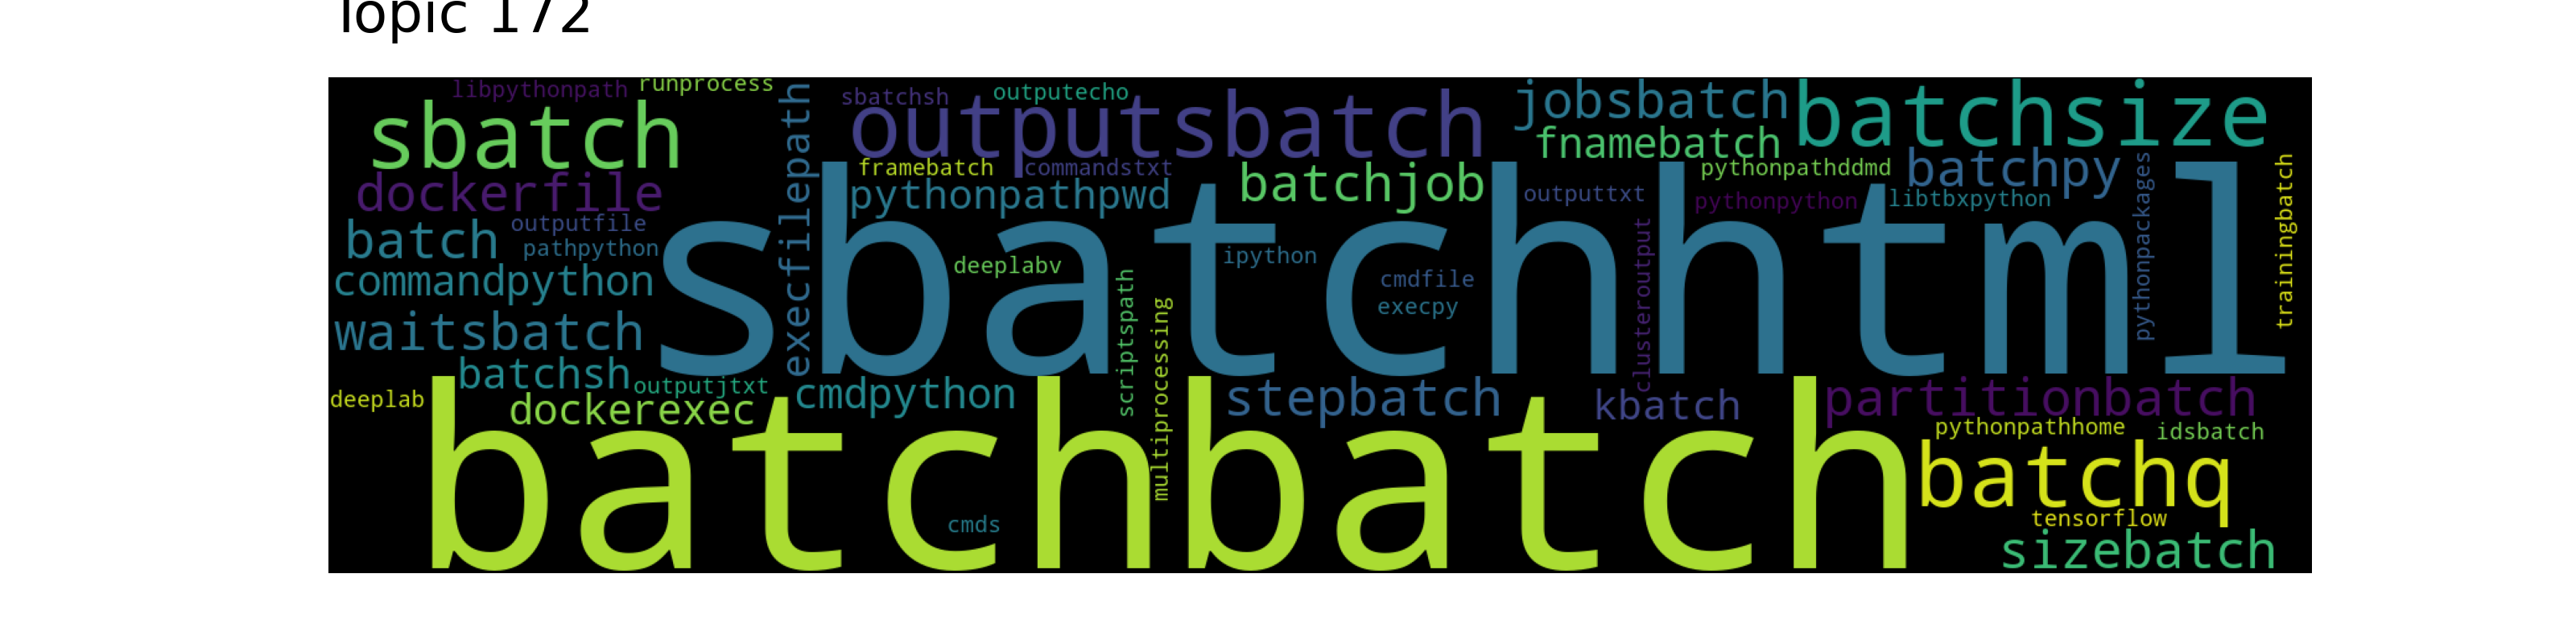 Topic 172
libpythonpath
runprocess
sbatchsh
outputecho
jobsbatch
batchsize
sbatch
execfilepath
outputsbatch
fnamebatch
framebatch
commandstxt
batchjob
pythonpathddmd
batchpy
pythonpackages
trainingbatch
dockerfile
pythonpathpwd
outputtxt
pythonpython
libtbxpython
batch
outputfile
pathpython
sbatchhtml
deeplabv
ipython
cmdfile
execpy
clusteroutput
commandpython
scriptspath
multiprocessing
waitsbatch
batchsh
outputjtxt
cmdpython
stepbatch
kbatch
partitionbatch
deeplab
dockerexec
pythonpathhome
idsbatch
batchbatch
batchq
cmds
tensorflow
sizebatch